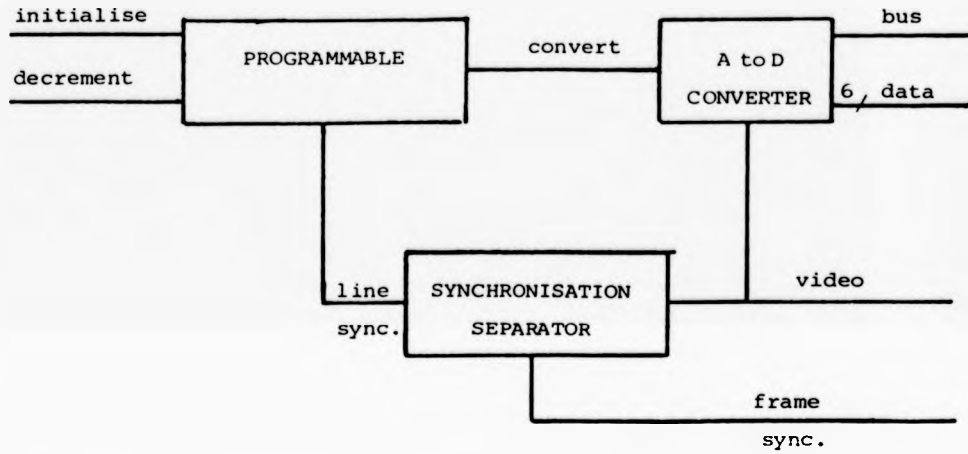 initialise
decrement
PROGRAMMABLE
convert
A to D
CONVERTER
bus
6 data
line
sync.
SYNCHRONISATION
SEPARATOR
video
frame
sync.